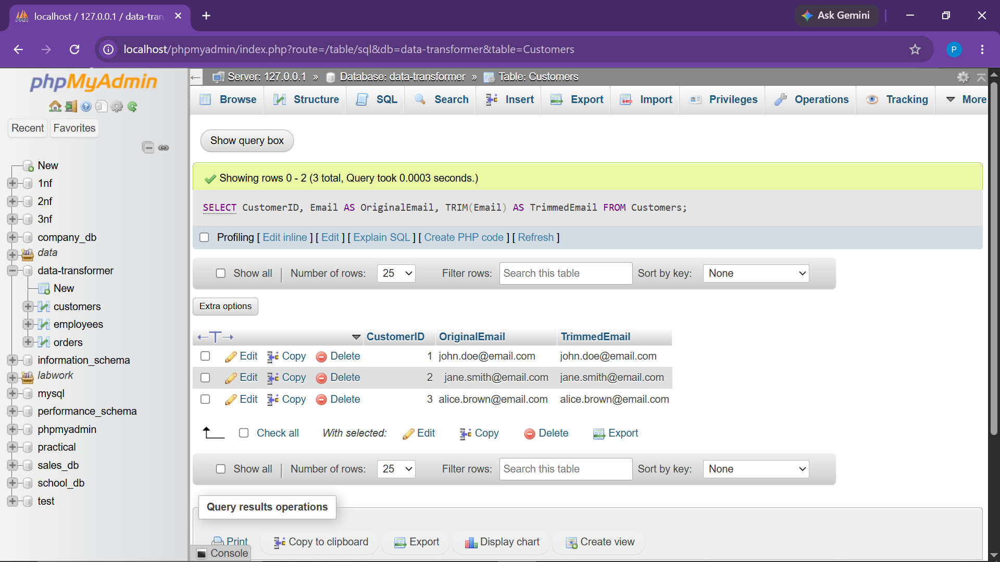 localhost / 127.0.0.1 / data-tran
Ask Gemini
localhost/phpmyadmin/index.php?route=/table/sql&db=data-transformer&table=Customers
P
phpMyAdmin
Recent Favorites
New
1nf
2nf
3nf
company_db
data
data-transformer
New
customers
employees
orders
information_schema
labwork
mysql
performance_schema
phpmyadmin
practical
sales_db
school_db
test
Server: 127.0.0.1 » Database: data-transformer » Table: Customers
Browse Structure SQL Search Insert Export Import Privileges Operations Tracking More
Show query box
Showing rows 0 - 2 (3 total, Query took 0.0003 seconds.)
SELECT CustomerID, Email AS OriginalEmail, TRIM(Email) AS TrimmedEmail FROM Customers;
Profiling [ Edit inline ] [ Edit ] [ Explain SQL ] [ Create PHP code ] [ Refresh ]
Show all Number of rows: 25 Filter rows: Search this table Sort by key: None
Extra options
CustomerID OriginalEmail TrimmedEmail
Edit Copy Delete 1 john.doe@email.com john.doe@email.com
Edit Copy Delete 2 jane.smith@email.com jane.smith@email.com
Edit Copy Delete 3 alice.brown@email.com alice.brown@email.com
Check all With selected: Edit Copy Delete Export
Show all Number of rows: 25 Filter rows: Search this table Sort by key: None
Query results operations
Print Copy to clipboard Export Display chart Create view
Console